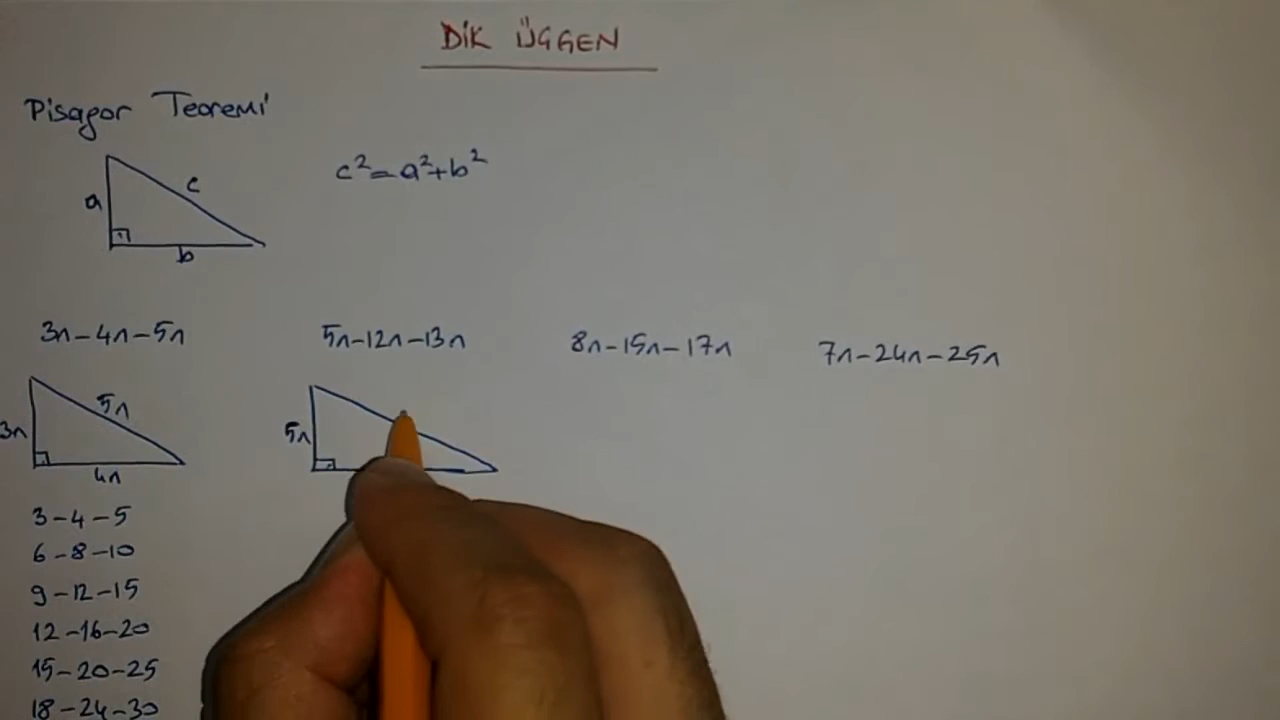 DİK ÜÇGEN
Pisagor Teoremi
c²=a²+b²
a
c
b
3n-4n-5n
5n-12n-13n
8n-15n-17n
7n-24n-25n
3n
5n
4n
5n
3-4-5
6-8-10
9-12-15
12-16-20
15-20-25
18-24-30